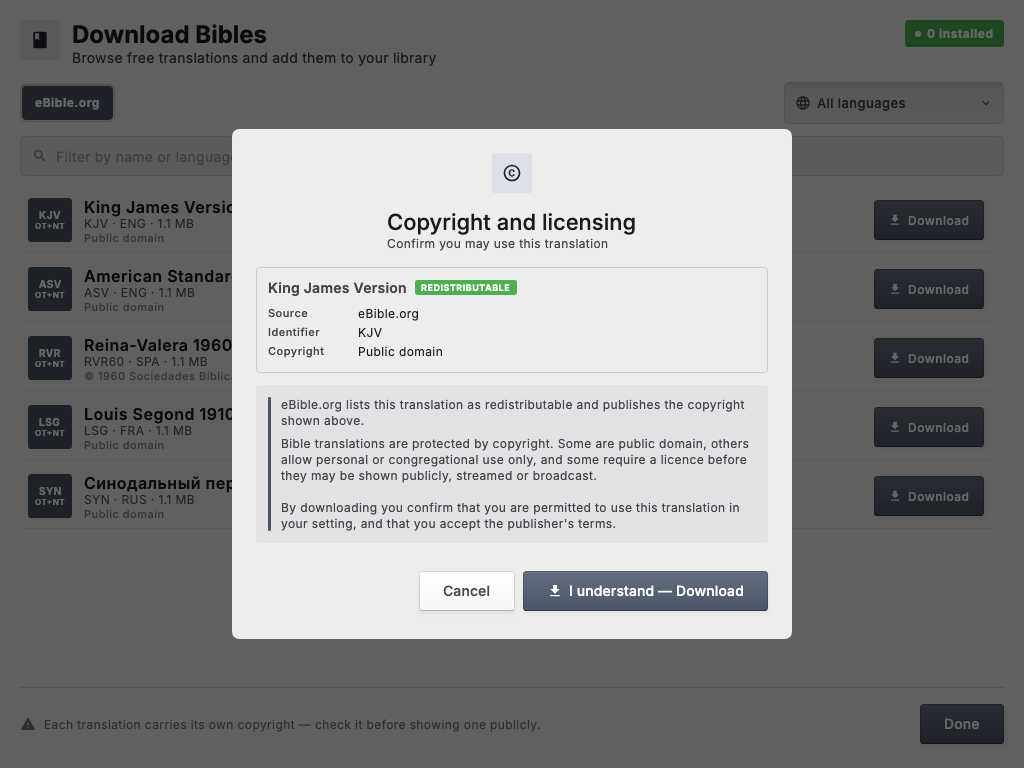 Download Bibles
Browse free translations and add them to your library
0 installed
eBible.org
All languages
Filter by name or language
KJV
OT+NT
King James Versio
KJV · ENG · 1.1 MB
Public domain
Download
ASV
OT+NT
American Standar
ASV · ENG · 1.1 MB
Public domain
Download
RVR
OT+NT
Reina-Valera 1960
RVR60 · SPA · 1.1 MB
© 1960 Sociedades Bíblica
Download
LSG
OT+NT
Louis Segond 1910
LSG · FRA · 1.1 MB
Public domain
Download
SYN
OT+NT
Синодальный пер
SYN · RUS · 1.1 MB
Public domain
Download
Copyright and licensing
Confirm you may use this translation
King James Version REDISTRIBUTABLE
Source eBible.org
Identifier KJV
Copyright Public domain
eBible.org lists this translation as redistributable and publishes the copyright
shown above.
Bible translations are protected by copyright. Some are public domain, others
allow personal or congregational use only, and some require a licence before
they may be shown publicly, streamed or broadcast.
By downloading you confirm that you are permitted to use this translation in
your setting, and that you accept the publisher's terms.
Cancel
I understand — Download
Each translation carries its own copyright — check it before showing one publicly.
Done